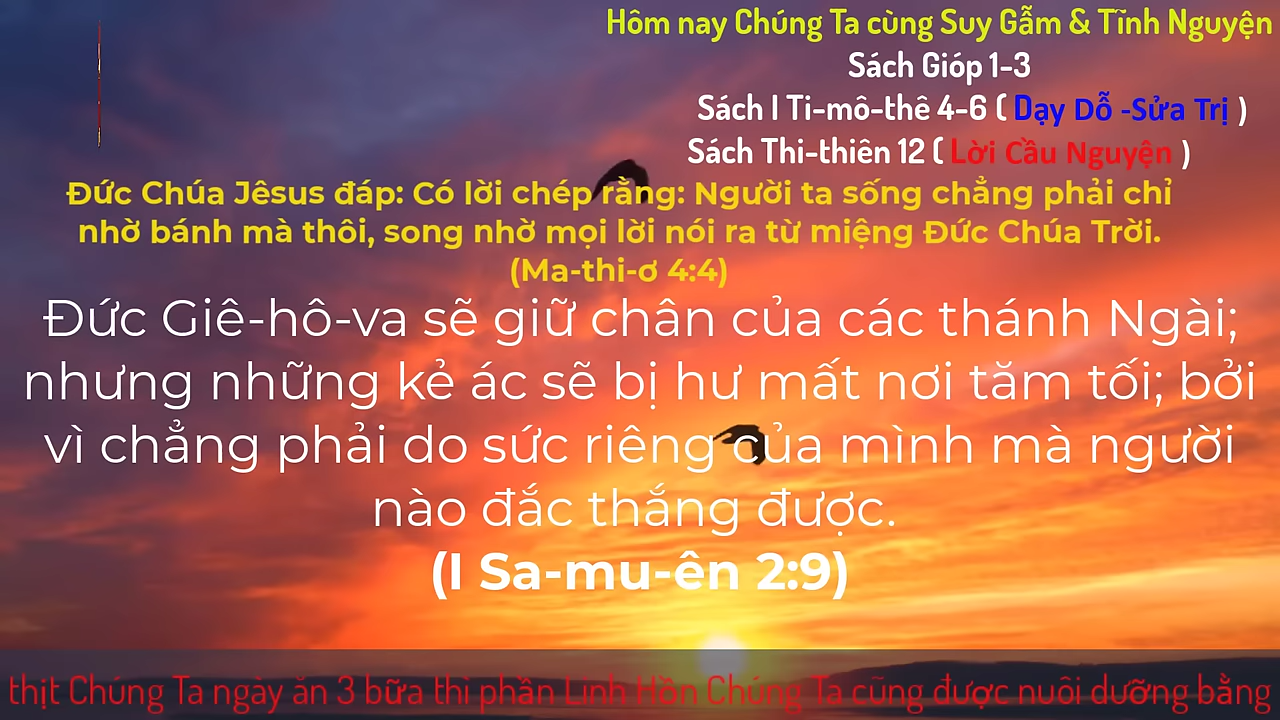 Hôm nay Chúng Ta cùng Suy Gẫm & Tĩnh Nguyện
Sách Gióp 1-3
Sách I Ti-mô-thê 4-6 ( Dạy Dỗ -Sửa Trị )
Sách Thi-thiên 12 ( Lời Cầu Nguyện )
Đức Chúa Jêsus đáp: Có lời chép rằng: Người ta sống chẳng phải chỉ
nhờ bánh mà thôi, song nhờ mọi lời nói ra từ miệng Đức Chúa Trời.
(Ma-thi-ơ 4:4)
Đức Giê-hô-va sẽ giữ chân của các thánh Ngài;
nhưng những kẻ ác sẽ bị hư mất nơi tăm tối; bởi
vì chẳng phải do sức riêng của mình mà người
nào đắc thắng được.
(I Sa-mu-ên 2:9)
thịt Chúng Ta ngày ăn 3 bữa thì phần Linh Hồn Chúng Ta cũng được nuôi dưỡng bằng